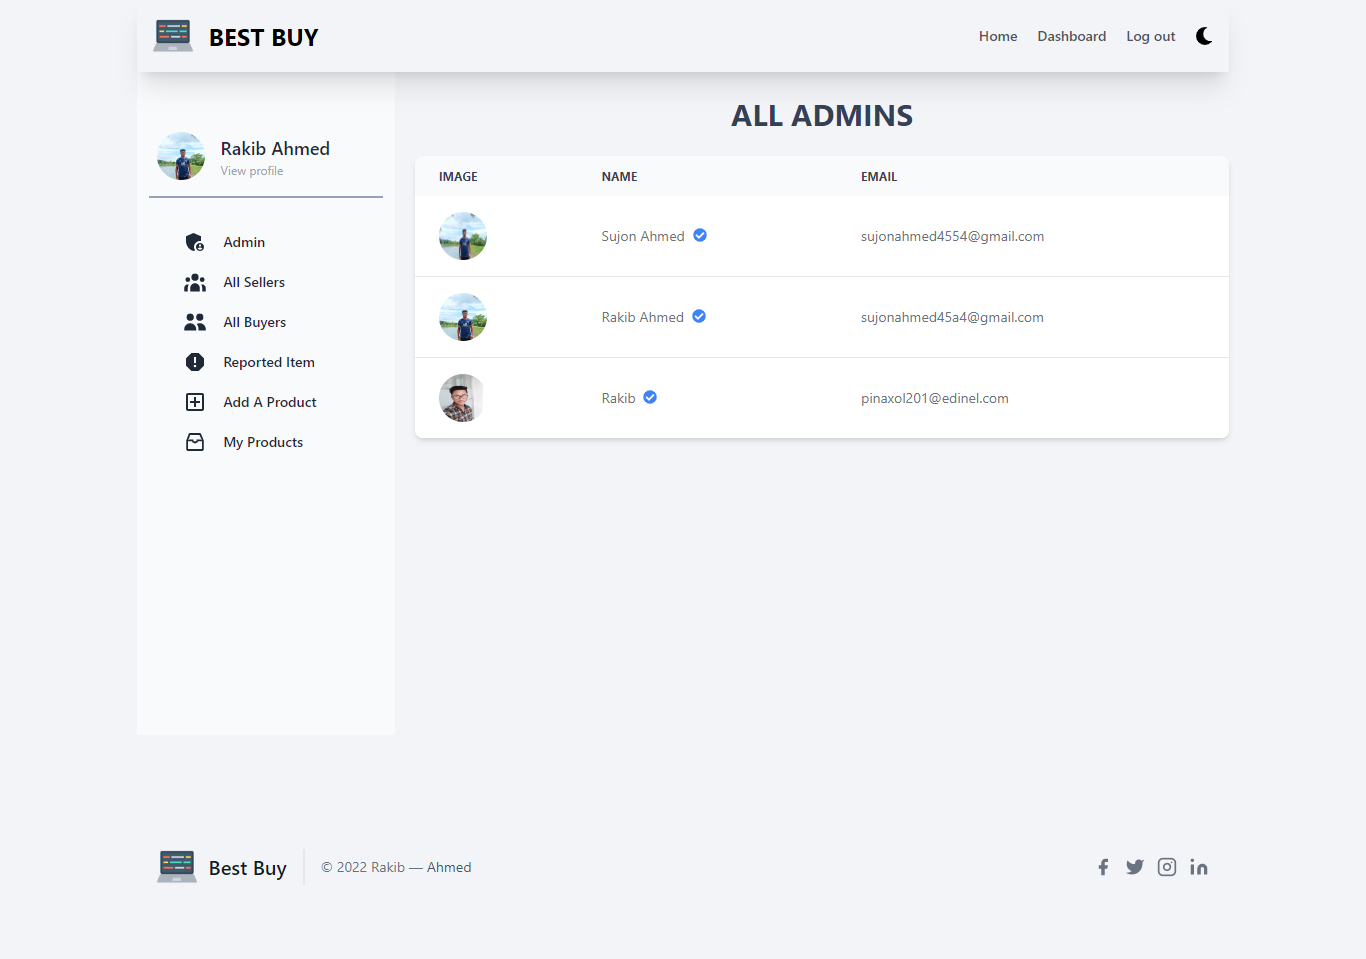 BEST BUY
Home Dashboard Log out
Rakib Ahmed
View profile
Admin
All Sellers
All Buyers
Reported Item
Add A Product
My Products
ALL ADMINS
IMAGE NAME EMAIL
Sujon Ahmed sujonahmed4554@gmail.com
Rakib Ahmed sujonahmed45a4@gmail.com
Rakib pinaxol201@edinel.com
Best Buy © 2022 Rakib — Ahmed